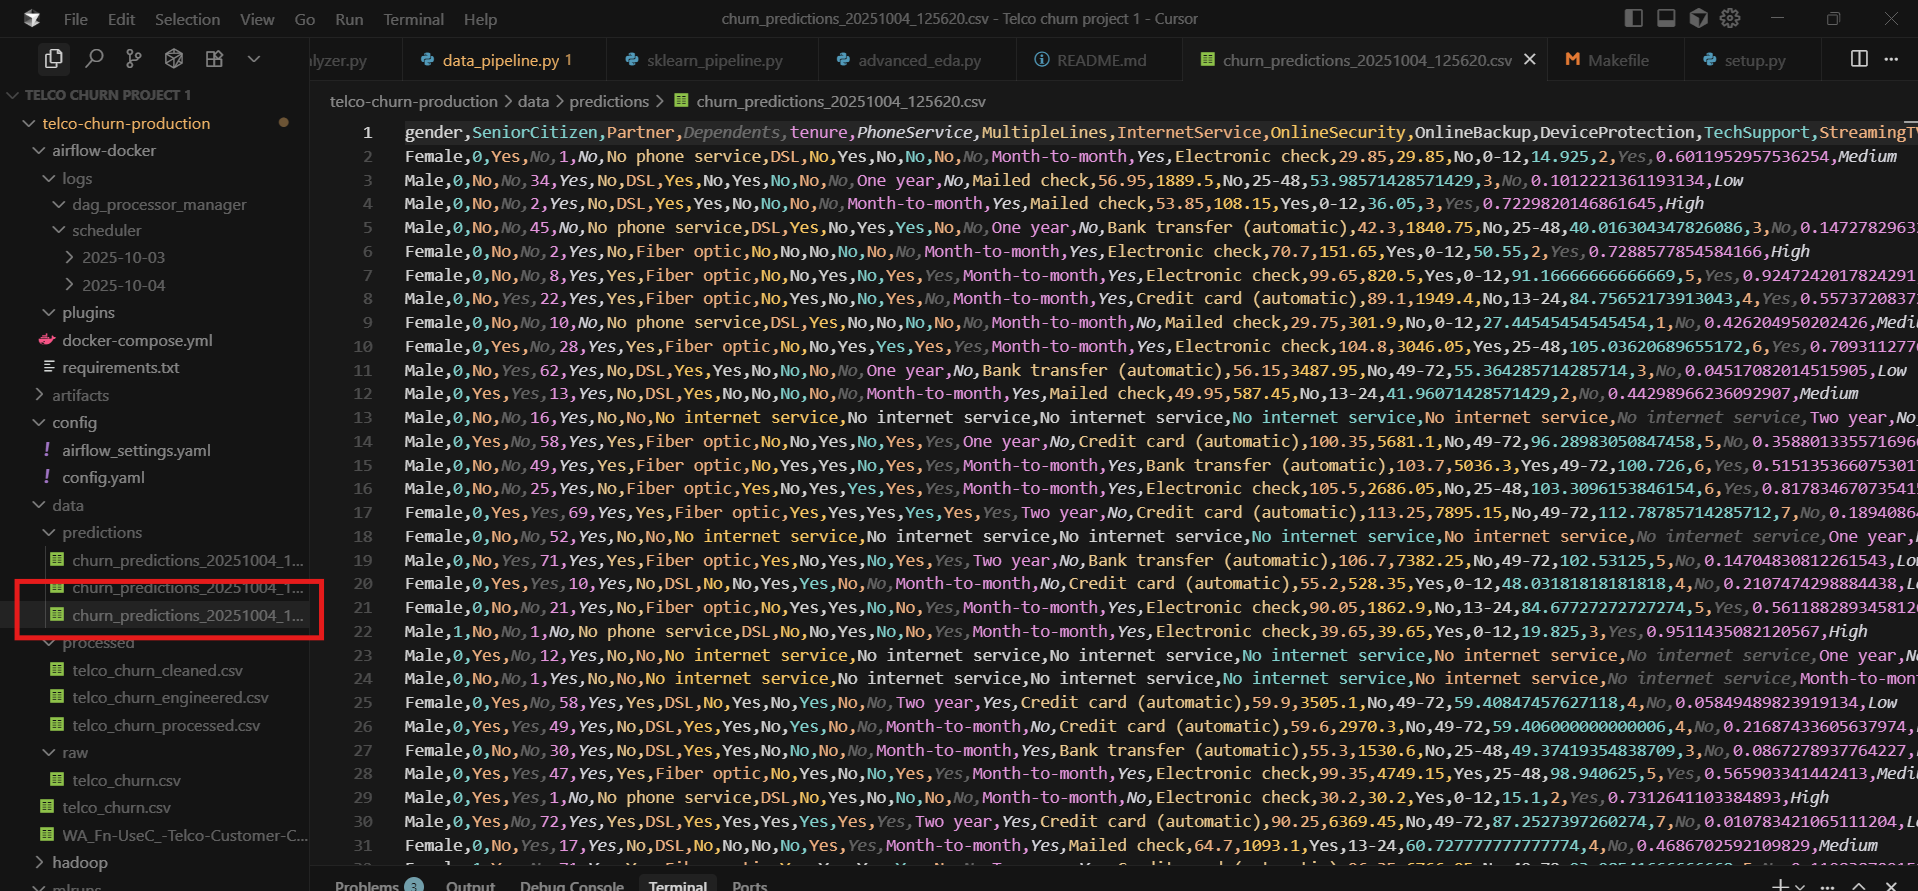 File Edit Selection View Go Run Terminal Help
churn_predictions_20251004_125620.csv - Telco churn project 1 - Cursor
lyzer.py
data_pipeline.py 1
sklearn_pipeline.py
advanced_eda.py
README.md
churn_predictions_20251004_125620.csv
Makefile
setup.py
TELCO CHURN PROJECT 1
telco-churn-production
airflow-docker
logs
dag_processor_manager
scheduler
2025-10-03
2025-10-04
plugins
docker-compose.yml
requirements.txt
artifacts
config
airflow_settings.yaml
config.yaml
data
predictions
churn_predictions_20251004_1...
churn_predictions_20251004_1...
churn_predictions_20251004_1...
processed
telco_churn_cleaned.csv
telco_churn_engineered.csv
telco_churn_processed.csv
raw
telco_churn.csv
telco_churn.csv
WA_Fn-UseC_-Telco-Customer-C...
hadoop
mlruns
telco-churn-production > data > predictions > churn_predictions_20251004_125620.csv
1 gender,SeniorCitizen,Partner,Dependents,tenure,PhoneService,MultipleLines,InternetService,OnlineSecurity,OnlineBackup,DeviceProtection,TechSupport,StreamingTV
2 Female,0,Yes,No,1,No,No phone service,DSL,No,Yes,No,No,No,No,Month-to-month,Yes,Electronic check,29.85,29.85,No,0-12,14.925,2,Yes,0.6011952957536254,Medium
3 Male,0,No,No,34,Yes,No,DSL,Yes,No,Yes,No,No,No,One year,No,Mailed check,56.95,1889.5,No,25-48,53.98571428571429,3,No,0.1012221361193134,Low
4 Male,0,No,No,2,Yes,No,DSL,Yes,Yes,No,No,No,No,Month-to-month,Yes,Mailed check,53.85,108.15,Yes,0-12,36.05,3,Yes,0.7229820146861645,High
5 Male,0,No,No,45,No,No phone service,DSL,Yes,No,Yes,Yes,No,No,One year,No,Bank transfer (automatic),42.3,1840.75,No,25-48,40.016304347826086,3,No,0.147278296
6 Female,0,No,No,2,Yes,No,Fiber optic,No,No,No,No,No,No,Month-to-month,Yes,Electronic check,70.7,151.65,Yes,0-12,50.55,2,Yes,0.7288577854584166,High
7 Female,0,No,No,8,Yes,Yes,Fiber optic,No,No,Yes,No,Yes,Yes,Month-to-month,Yes,Electronic check,99.65,820.5,Yes,0-12,91.16666666666669,5,Yes,0.9247242017824291
8 Male,0,No,Yes,22,Yes,Yes,Fiber optic,No,Yes,No,No,Yes,No,Month-to-month,Yes,Credit card (automatic),89.1,1949.4,No,13-24,84.75652173913043,4,Yes,0.557372083
9 Female,0,No,No,10,No,No phone service,DSL,Yes,No,No,No,No,No,Month-to-month,No,Mailed check,29.75,301.9,No,0-12,27.44545454545454,1,No,0.426204950202426,Medi
10 Female,0,Yes,No,28,Yes,Yes,Fiber optic,No,No,Yes,Yes,Yes,Yes,Month-to-month,Yes,Electronic check,104.8,3046.05,Yes,25-48,105.03620689655172,6,Yes,0.709311277
11 Male,0,No,Yes,62,Yes,No,DSL,Yes,Yes,No,No,No,No,One year,No,Bank transfer (automatic),56.15,3487.95,No,49-72,55.364285714285714,3,No,0.04517082014515905,Low
12 Male,0,Yes,Yes,13,Yes,No,DSL,Yes,No,No,No,No,No,Month-to-month,Yes,Mailed check,49.95,587.45,No,13-24,41.96071428571429,2,No,0.44298966236092907,Medium
13 Male,0,No,No,16,Yes,No,No,No internet service,No internet service,No internet service,No internet service,No internet service,No internet service,Two year,No
14 Male,0,Yes,No,58,Yes,Yes,Fiber optic,No,No,Yes,No,Yes,Yes,One year,No,Credit card (automatic),100.35,5681.1,No,49-72,96.28983050847458,5,No,0.358801335571696
15 Male,0,No,No,49,Yes,Yes,Fiber optic,No,Yes,Yes,No,Yes,Yes,Month-to-month,Yes,Bank transfer (automatic),103.7,5036.3,Yes,49-72,100.726,6,Yes,0.51513536607530​1
16 Male,0,No,No,25,Yes,No,Fiber optic,Yes,No,Yes,Yes,Yes,Yes,Month-to-month,Yes,Electronic check,105.5,2686.05,No,25-48,103.3096153846154,6,Yes,0.817834670735415
17 Female,0,Yes,Yes,69,Yes,Yes,Fiber optic,Yes,Yes,Yes,Yes,Yes,Yes,Two year,No,Credit card (automatic),113.25,7895.15,No,49-72,112.78785714285712,7,No,0.1894086
18 Female,0,No,No,52,Yes,No,No,No internet service,No internet service,No internet service,No internet service,No internet service,No internet service,One year,
19 Male,0,No,Yes,71,Yes,Yes,Fiber optic,Yes,No,Yes,No,Yes,Yes,Two year,No,Bank transfer (automatic),106.7,7382.25,No,49-72,102.53125,5,No,0.14704830812261543,Lo
20 Female,0,Yes,Yes,10,Yes,No,DSL,No,No,Yes,Yes,No,No,Month-to-month,No,Credit card (automatic),55.2,528.35,Yes,0-12,48.03181818181818,4,No,0.2107474298884438,L
21 Female,0,No,No,21,Yes,No,Fiber optic,No,Yes,Yes,No,No,Yes,Month-to-month,Yes,Electronic check,90.05,1862.9,No,13-24,84.67727272727274,5,Yes,0.561188289345812
22 Male,1,No,No,1,No,No phone service,DSL,No,No,Yes,No,No,Yes,Month-to-month,Yes,Electronic check,39.65,39.65,Yes,0-12,19.825,3,Yes,0.9511435082120567,High
23 Male,0,Yes,No,12,Yes,No,No,No internet service,No internet service,No internet service,No internet service,No internet service,No internet service,One year,N
24 Male,0,No,No,1,Yes,No,No,No internet service,No internet service,No internet service,No internet service,No internet service,No internet service,Month-to-mon
25 Female,0,Yes,No,58,Yes,Yes,DSL,No,Yes,No,Yes,No,No,Two year,Yes,Credit card (automatic),59.9,3505.1,No,49-72,59.40847457627118,4,No,0.05849489823919134,Low
26 Male,0,Yes,Yes,49,Yes,No,DSL,Yes,Yes,No,Yes,No,No,Month-to-month,No,Credit card (automatic),59.6,2970.3,No,49-72,59.406000000000006,4,No,0.21687433605637974,
27 Female,0,No,No,30,Yes,No,DSL,Yes,Yes,No,No,No,No,Month-to-month,Yes,Bank transfer (automatic),55.3,1530.6,No,25-48,49.37419354838709,3,No,0.0867278937764227,
28 Male,0,Yes,Yes,47,Yes,Yes,Fiber optic,No,Yes,No,No,Yes,Yes,Month-to-month,Yes,Electronic check,99.35,4749.15,Yes,25-48,98.940625,5,Yes,0.565903341442413,Medi
29 Male,0,Yes,Yes,1,No,No phone service,DSL,No,Yes,No,No,No,No,Month-to-month,No,Electronic check,30.2,30.2,Yes,0-12,15.1,2,Yes,0.7312641103384893,High
30 Male,0,Yes,No,72,Yes,Yes,DSL,Yes,Yes,Yes,Yes,Yes,Yes,Two year,Yes,Credit card (automatic),90.25,6369.45,No,49-72,87.2527397260274,7,No,0.010783421065111204,L
31 Female,0,No,Yes,17,Yes,No,DSL,No,No,No,No,Yes,Yes,Month-to-month,Yes,Mailed check,64.7,1093.1,Yes,13-24,60.727777777777774,4,No,0.4686702592109829,Medium
Problems 3 Output Debug Console Terminal Ports